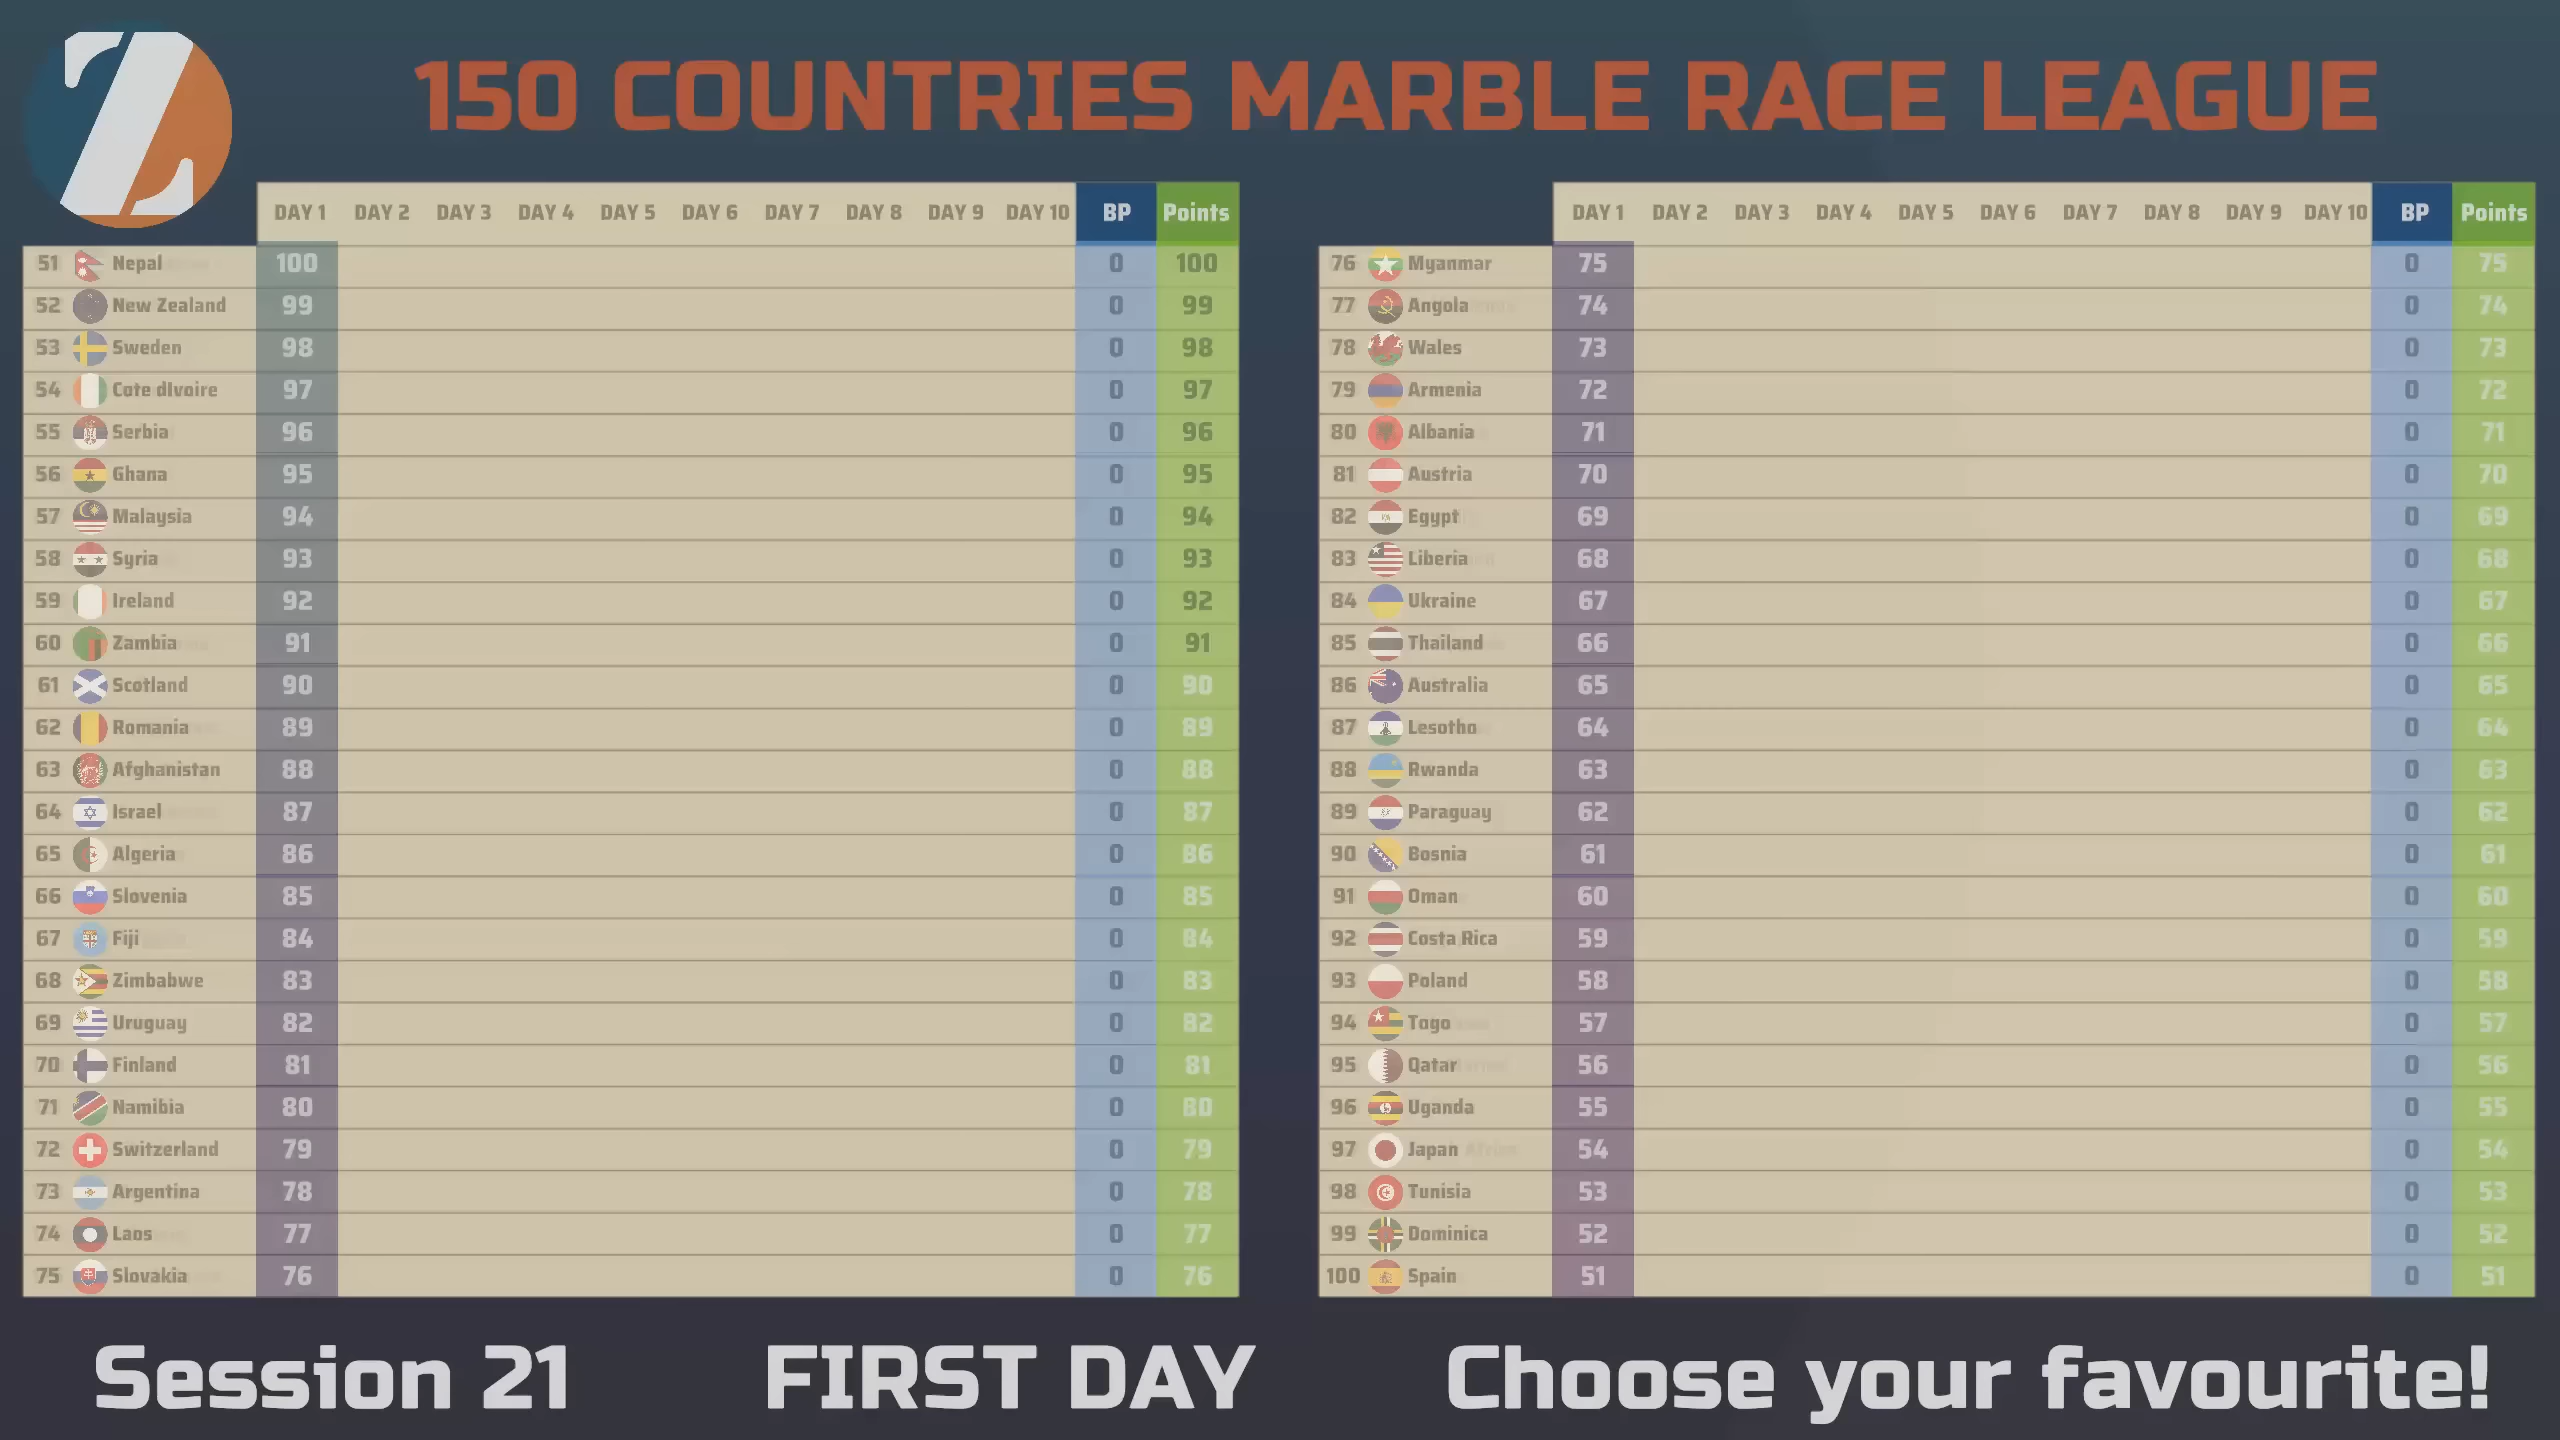 Z
150 COUNTRIES MARBLE RACE LEAGUE
DAY 1 DAY 2 DAY 3 DAY 4 DAY 5 DAY 6 DAY 7 DAY 8 DAY 9 DAY 10 BP Points
51 Nepal 100 0 100
52 New Zealand 99 0 99
53 Sweden 98 0 98
54 Cote dIvoire 97 0 97
55 Serbia 96 0 96
56 Ghana 95 0 95
57 Malaysia 94 0 94
58 Syria 93 0 93
59 Ireland 92 0 92
60 Zambia 91 0 91
61 Scotland 90 0 90
62 Romania 89 0 89
63 Afghanistan 88 0 88
64 Israel 87 0 87
65 Algeria 86 0 86
66 Slovenia 85 0 85
67 Fiji 84 0 84
68 Zimbabwe 83 0 83
69 Uruguay 82 0 82
70 Finland 81 0 81
71 Namibia 80 0 80
72 Switzerland 79 0 79
73 Argentina 78 0 78
74 Laos 77 0 77
75 Slovakia 76 0 76
DAY 1 DAY 2 DAY 3 DAY 4 DAY 5 DAY 6 DAY 7 DAY 8 DAY 9 DAY 10 BP Points
76 Myanmar 75 0 75
77 Angola 74 0 74
78 Wales 73 0 73
79 Armenia 72 0 72
80 Albania 71 0 71
81 Austria 70 0 70
82 Egypt 69 0 69
83 Liberia 68 0 68
84 Ukraine 67 0 67
85 Thailand 66 0 66
86 Australia 65 0 65
87 Lesotho 64 0 64
88 Rwanda 63 0 63
89 Paraguay 62 0 62
90 Bosnia 61 0 61
91 Oman 60 0 60
92 Costa Rica 59 0 59
93 Poland 58 0 58
94 Togo 57 0 57
95 Qatar 56 0 56
96 Uganda 55 0 55
97 Japan 54 0 54
98 Tunisia 53 0 53
99 Dominica 52 0 52
100 Spain 51 0 51
Session 21 FIRST DAY Choose your favourite!